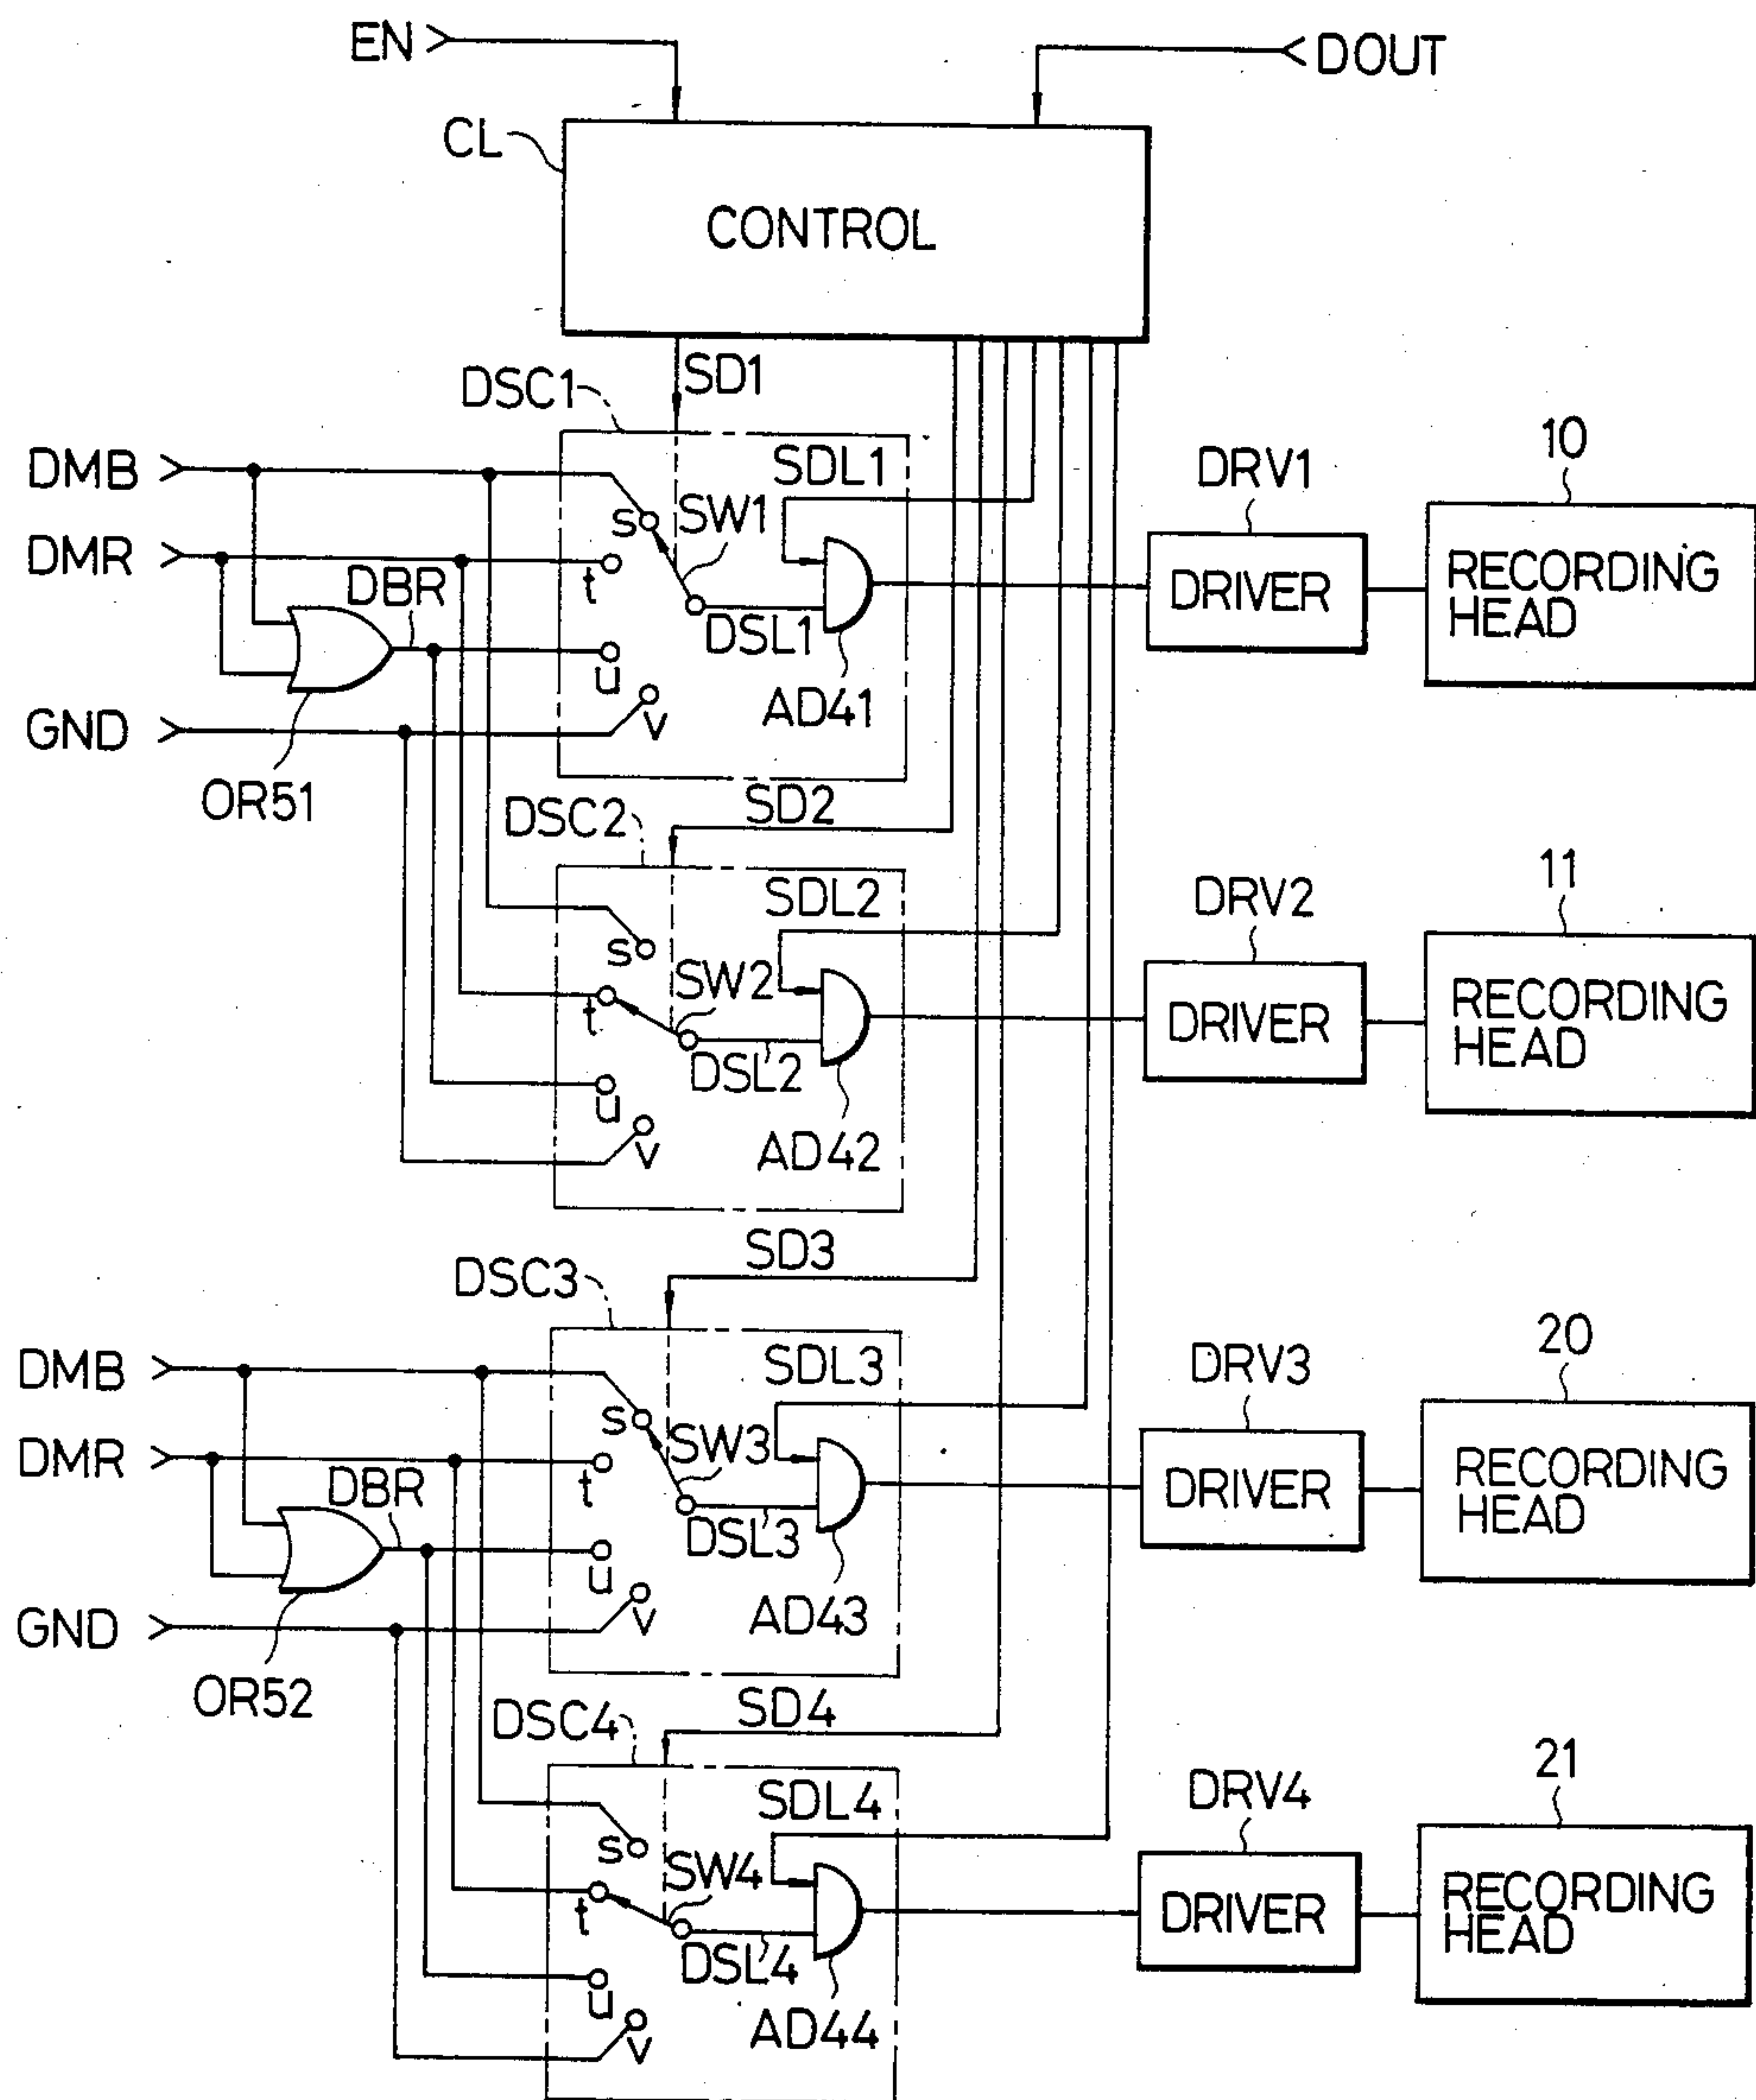 EN
DOUT
CL
CONTROL
SD1
DSC1
DMB
SDL1
DRV1
10
s
SW1
DMR
t
DBR
DSL1
DRIVER
RECORDING
HEAD
u
AD41
GND
v
OR51
SD2
DSC2
SDL2
DRV2
11
s
SW2
t
DSL2
DRIVER
RECORDING
HEAD
u
AD42
v
SD3
DSC3
DMB
SDL3
DRV3
20
s
SW3
DMR
t
DBR
DSL3
DRIVER
RECORDING
HEAD
u
AD43
GND
v
OR52
SD4
DSC4
SDL4
DRV4
21
s
SW4
t
DSL4
DRIVER
RECORDING
HEAD
u
AD44
v